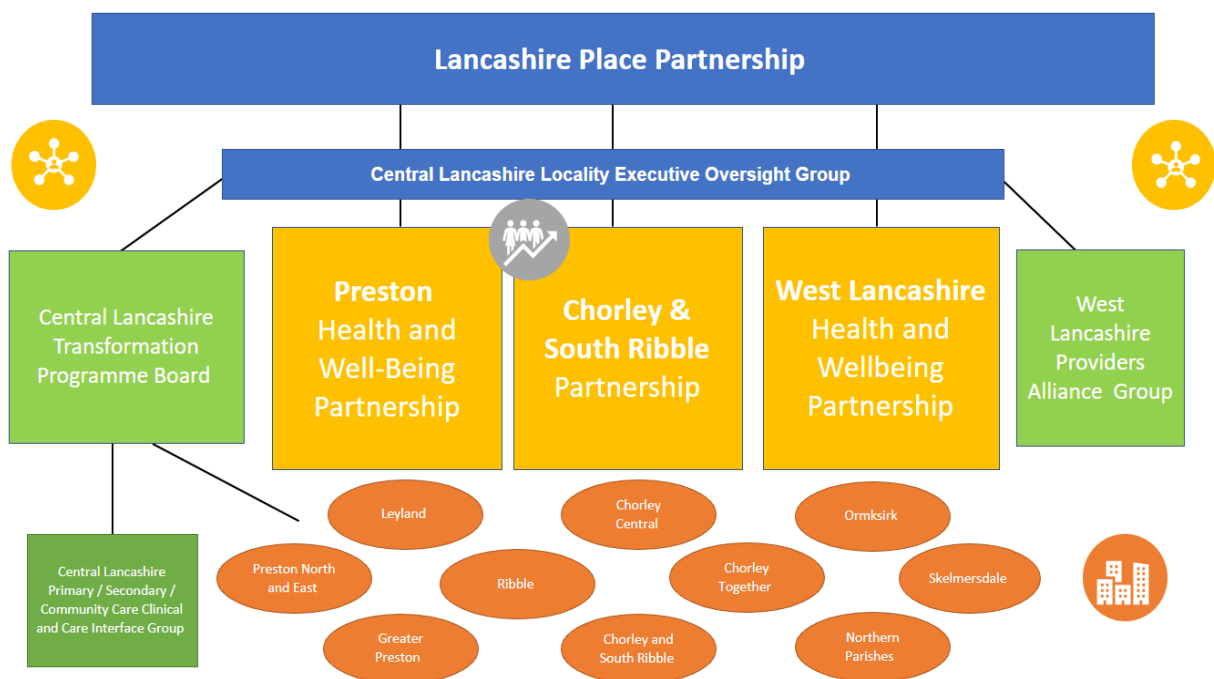 Lancashire Place Partnership
Central Lancashire Locality Executive Oversight Group
Central Lancashire
Transformation
Programme Board
Preston
Health and
Well-Being
Partnership
Chorley &
South Ribble
Partnership
West Lancashire
Health and
Wellbeing
Partnership
West
Lancashire
Providers
Alliance Group
Leyland
Chorley
Central
Ormksirk
Preston North
and East
Ribble
Chorley
Together
Skelmersdale
Greater
Preston
Chorley and
South Ribble
Northern
Parishes
Central Lancashire
Primary / Secondary /
Community Care Clinical
and Care Interface Group